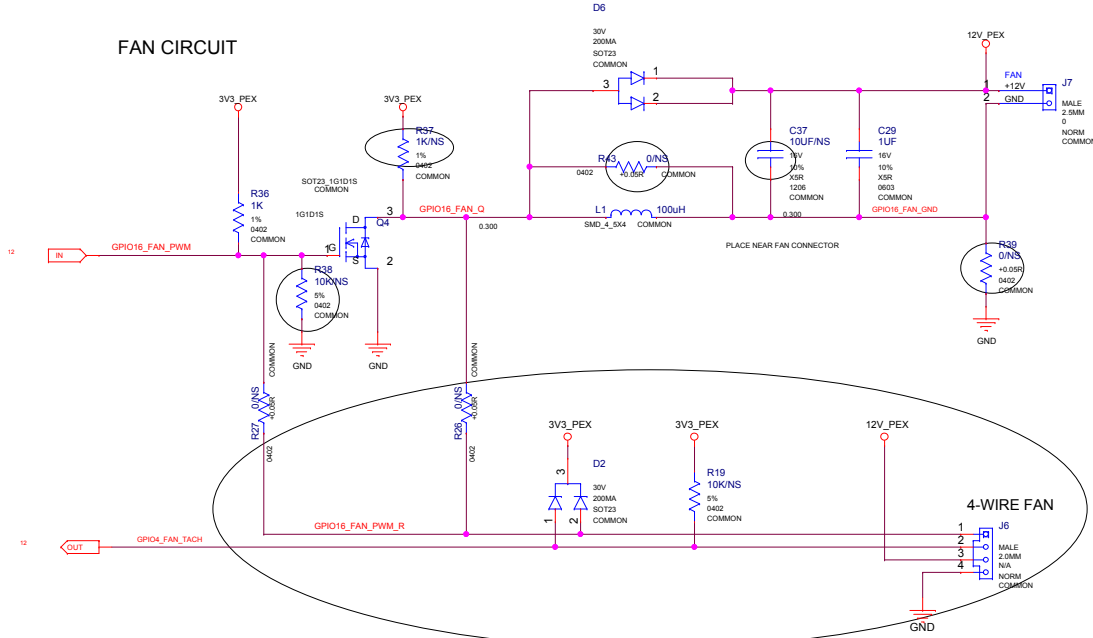 D6
30V
200MA
SOT23
COMMON
FAN CIRCUIT
12V_PEX
3
1
2
3V3_PEX
3V3_PEX
1
2
FAN
+12V
GND
J7
MALE
2.5MM
0
NORM
COMMON
R37
1K/NS
1%
0402
COMMON
C37
10UF/NS
16V
10%
X5R
1206
COMMON
C29
1UF
16V
10%
X5R
0603
COMMON
R43
0/NS
0402
+0.05R
COMMON
SOT23_1G1D1S
COMMON
R36
1K
1%
0402
COMMON
1G1D1S
D
3
Q4
G
1
S
2
GPIO16_FAN_Q
0.300
L1
100uH
SMD_4_5X4
COMMON
0.300
GPIO16_FAN_GND
PLACE NEAR FAN CONNECTOR
12
IN
GPIO16_FAN_PWM
R38
10K/NS
5%
0402
COMMON
R39
0/NS
+0.05R
0402
COMMON
GND
GND
GND
COMMON
0/NS
+0.05R
R27
0402
COMMON
0/NS
+0.05R
R26
0402
3V3_PEX
3V3_PEX
12V_PEX
D2
30V
200MA
SOT23
COMMON
3
1
2
R19
10K/NS
5%
0402
COMMON
4-WIRE FAN
J6
1
2
3
4
MALE
2.0MM
N/A
NORM
COMMON
GPIO16_FAN_PWM_R
12
OUT
GPIO4_FAN_TACH
GND